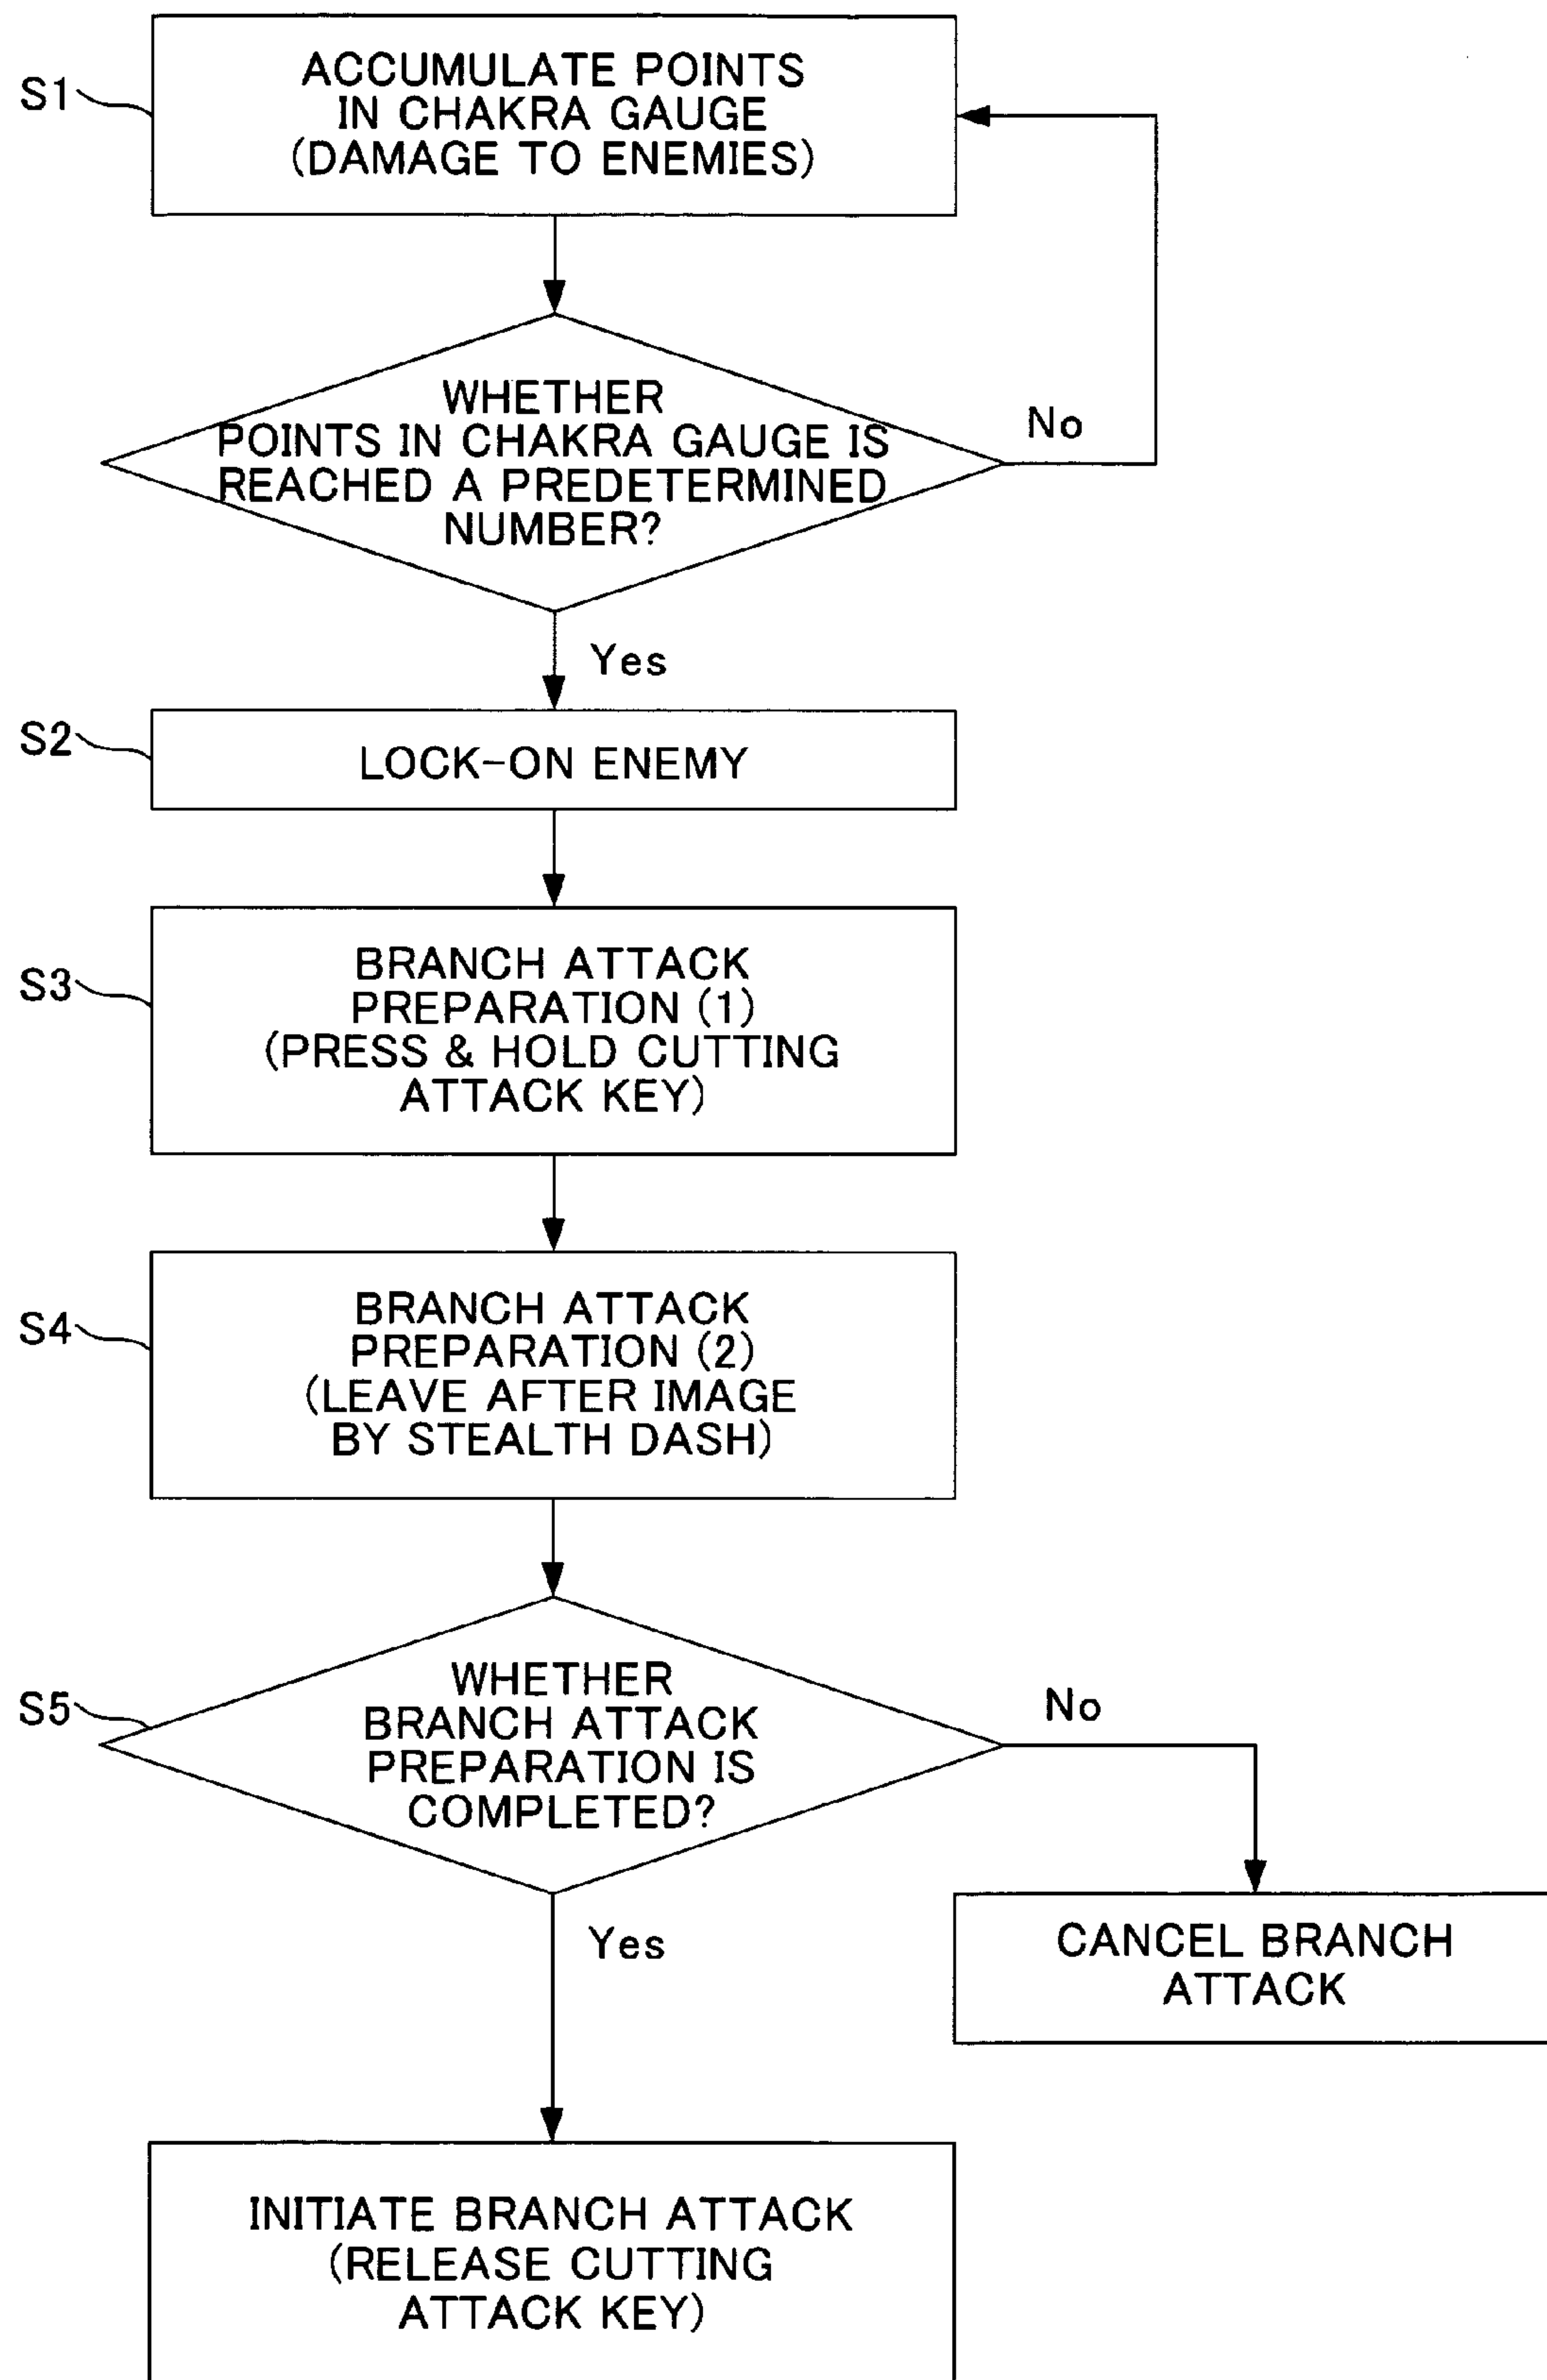 S1
ACCUMULATE POINTS
IN CHAKRA GAUGE
(DAMAGE TO ENEMIES)
WHETHER
POINTS IN CHAKRA GAUGE IS
REACHED A PREDETERMINED
NUMBER?
No
Yes
S2
LOCK-ON ENEMY
S3
BRANCH ATTACK
PREPARATION (1)
(PRESS & HOLD CUTTING
ATTACK KEY)
S4
BRANCH ATTACK
PREPARATION (2)
(LEAVE AFTER IMAGE
BY STEALTH DASH)
S5
WHETHER
BRANCH ATTACK
PREPARATION IS
COMPLETED?
No
Yes
CANCEL BRANCH
ATTACK
INITIATE BRANCH ATTACK
(RELEASE CUTTING
ATTACK KEY)